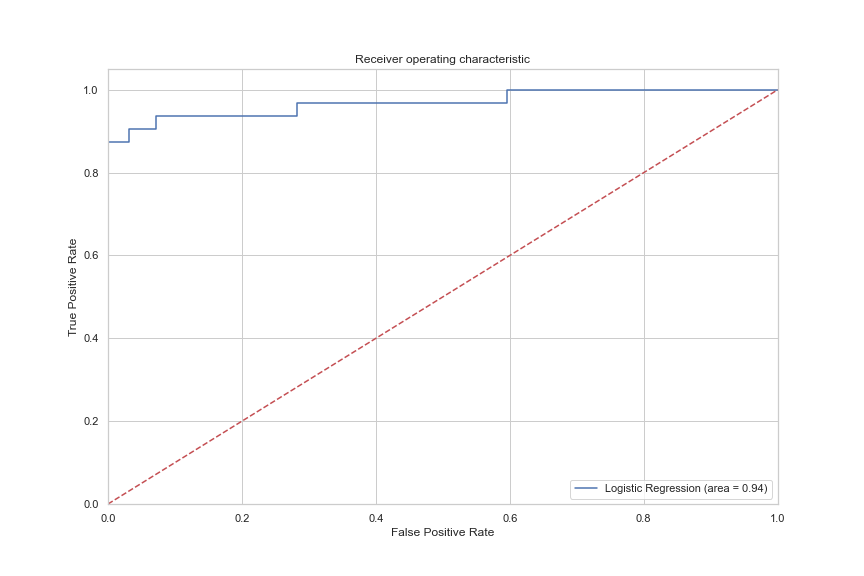 Receiver operating characteristic
1.0
0.8
0.6
0.4
0.2
0.0
True Positive Rate
Logistic Regression (area = 0.94)
0.0 0.2 0.4 0.6 0.8 1.0
False Positive Rate